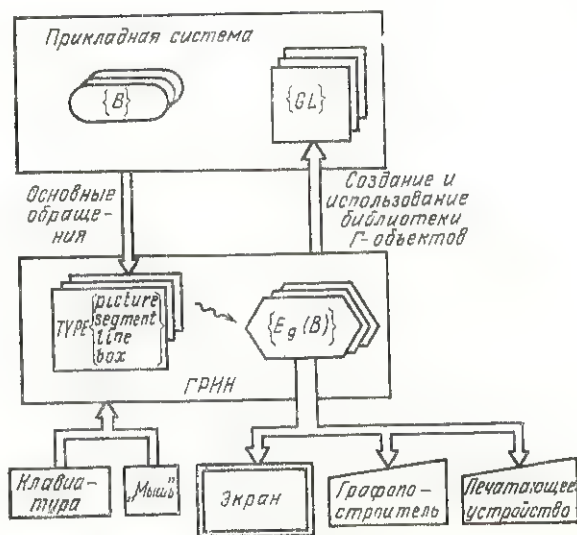 Прикладная система
{B}
{GL}
Основные
обраще-
ния
Создание и
использование
библиотеки
Г-объектов
TYPE
picture
segment
line
box
{Eg(B)}
ГРИН
Клавиа-
тура
„Мышь"
Экран
Графопо-
строитель
Печатающее
устройство